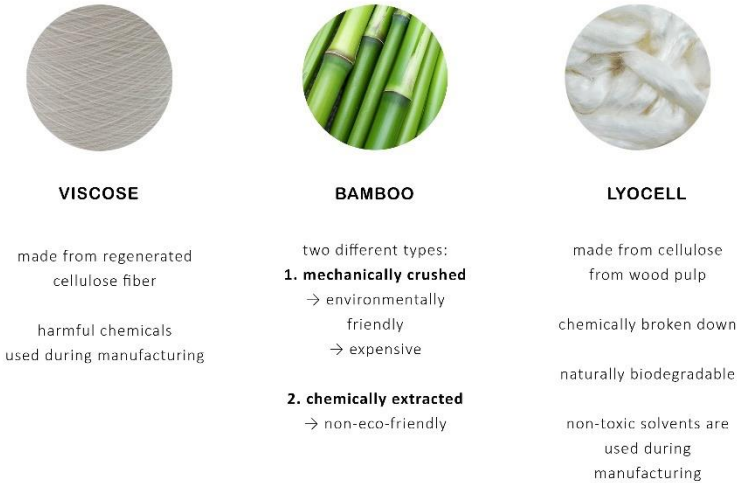 VISCOSE
made from regenerated
cellulose fiber
harmful chemicals
used during manufacturing
BAMBOO
two different types:
1. mechanically crushed
→ environmentally
friendly
→ expensive
2. chemically extracted
→ non-eco-friendly
LYOCELL
made from cellulose
from wood pulp
chemically broken down
naturally biodegradable
non-toxic solvents are
used during
manufacturing